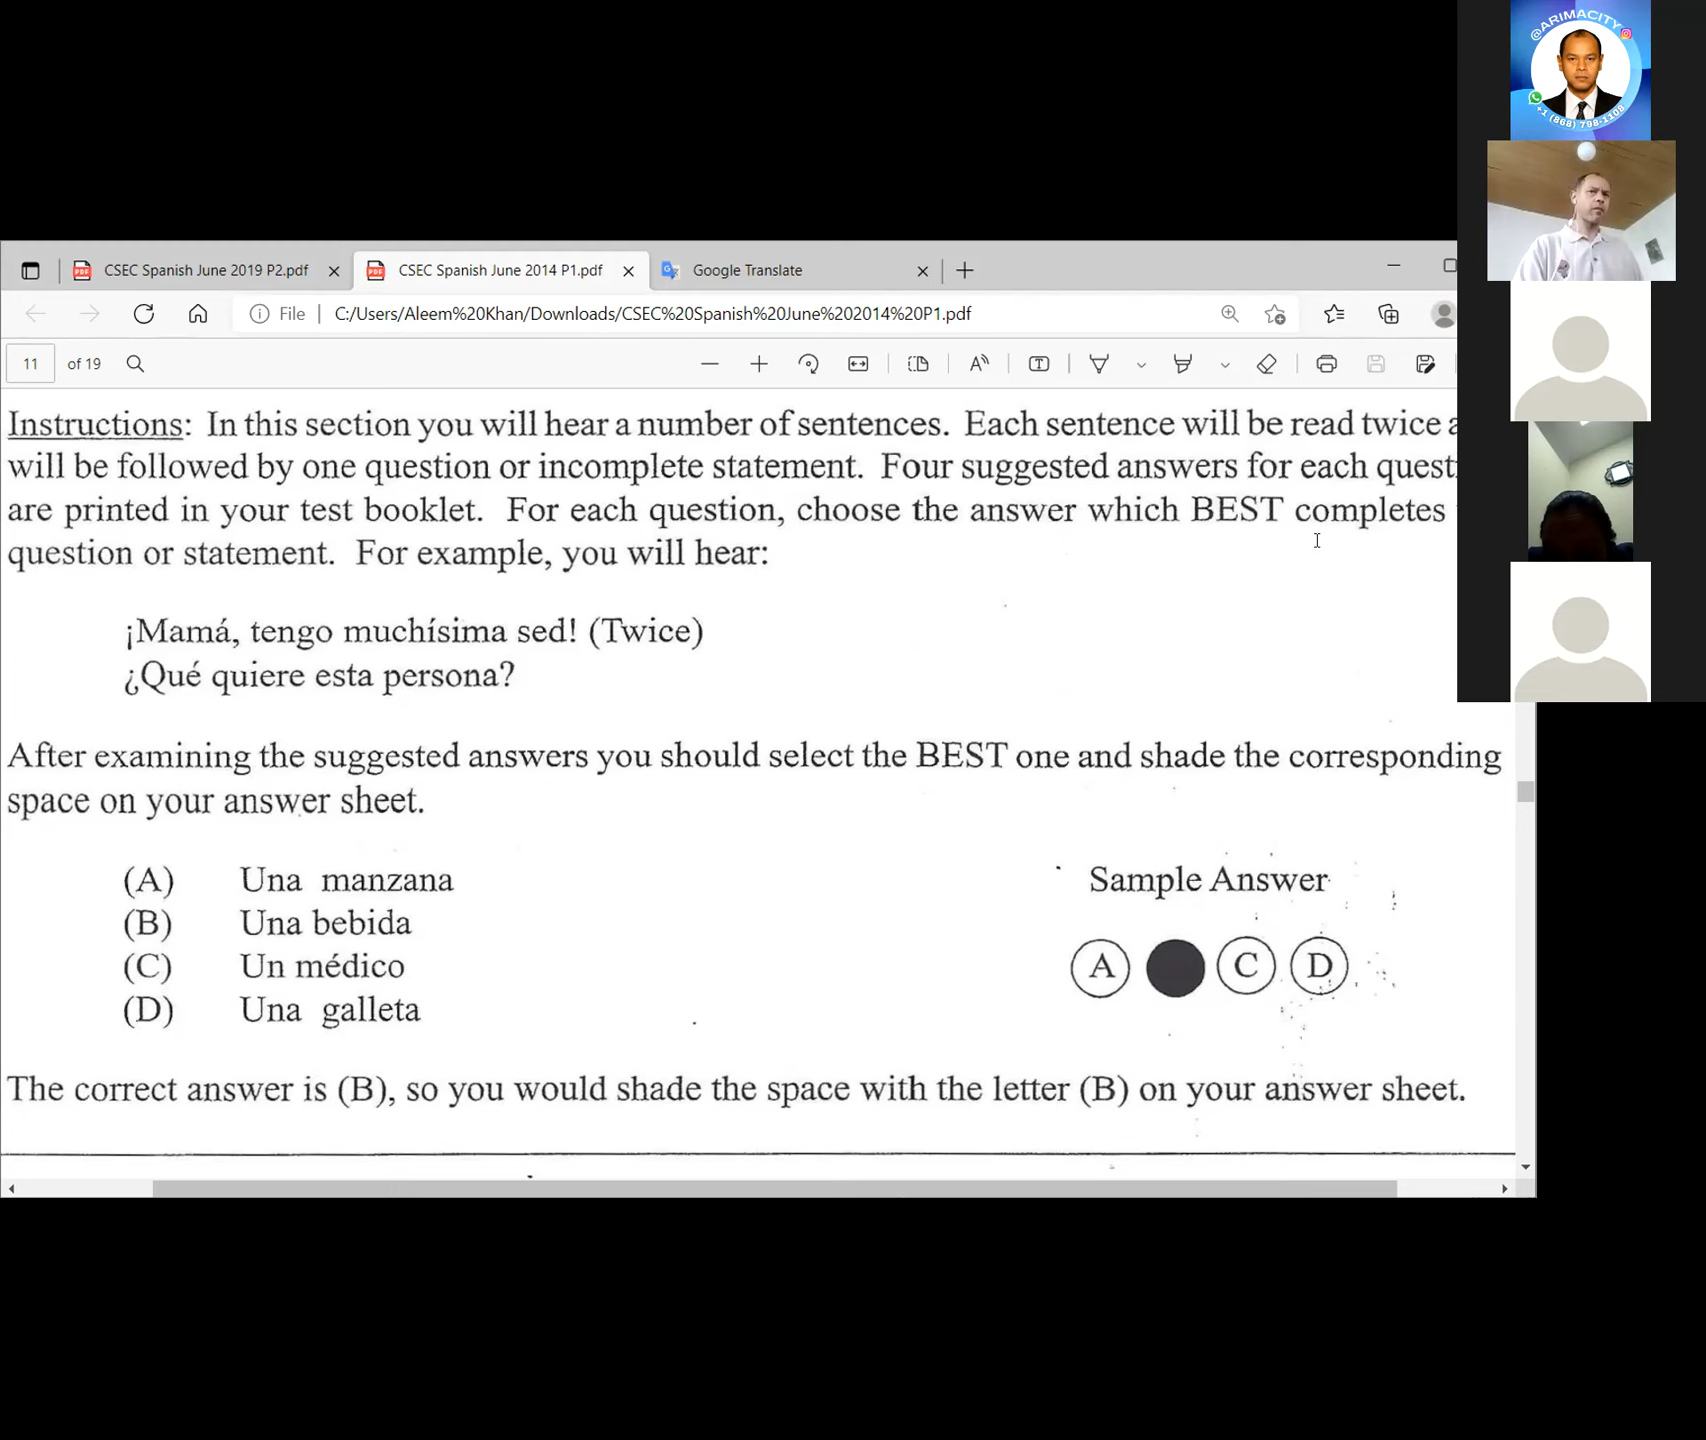 @ARIMACITY
+1 (868) 798-1108
CSEC Spanish June 2019 P2.pdf
CSEC Spanish June 2014 P1.pdf
Google Translate
File
C:/Users/Aleem%20Khan/Downloads/CSEC%20Spanish%20June%202014%20P1.pdf
11 of 19
Instructions: In this section you will hear a number of sentences. Each sentence will be read twice
will be followed by one question or incomplete statement. Four suggested answers for each quest
are printed in your test booklet. For each question, choose the answer which BEST completes
question or statement. For example, you will hear:
¡Mamá, tengo muchísima sed! (Twice)
¿Qué quiere esta persona?
After examining the suggested answers you should select the BEST one and shade the corresponding
space on your answer sheet.
(A) Una manzana
(B) Una bebida
(C) Un médico
(D) Una galleta
Sample Answer
A C D
The correct answer is (B), so you would shade the space with the letter (B) on your answer sheet.